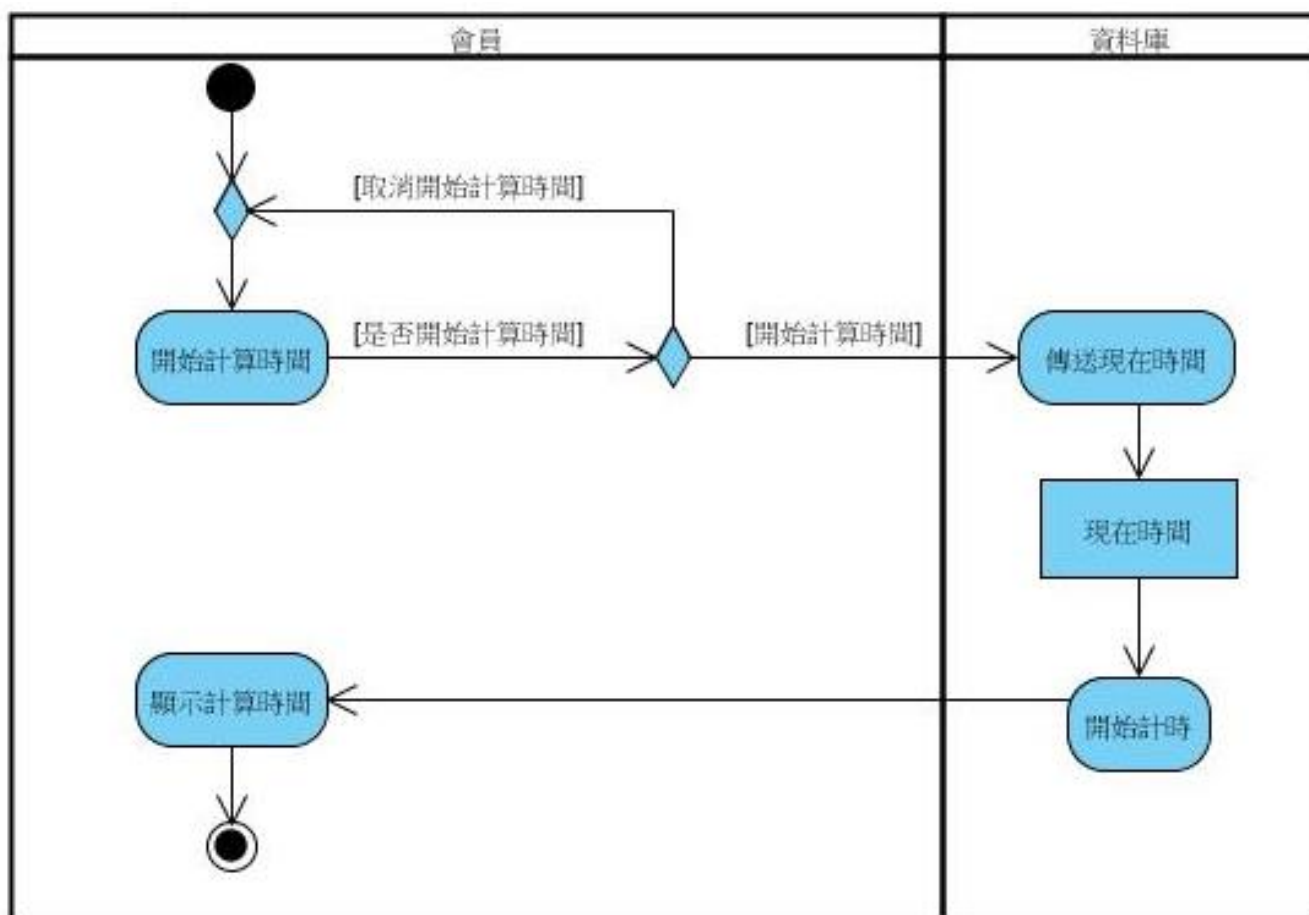 會員
資料庫
[取消開始計算時間]
開始計算時間
[是否開始計算時間]
[開始計算時間]
傳送現在時間
現在時間
顯示計算時間
開始計時